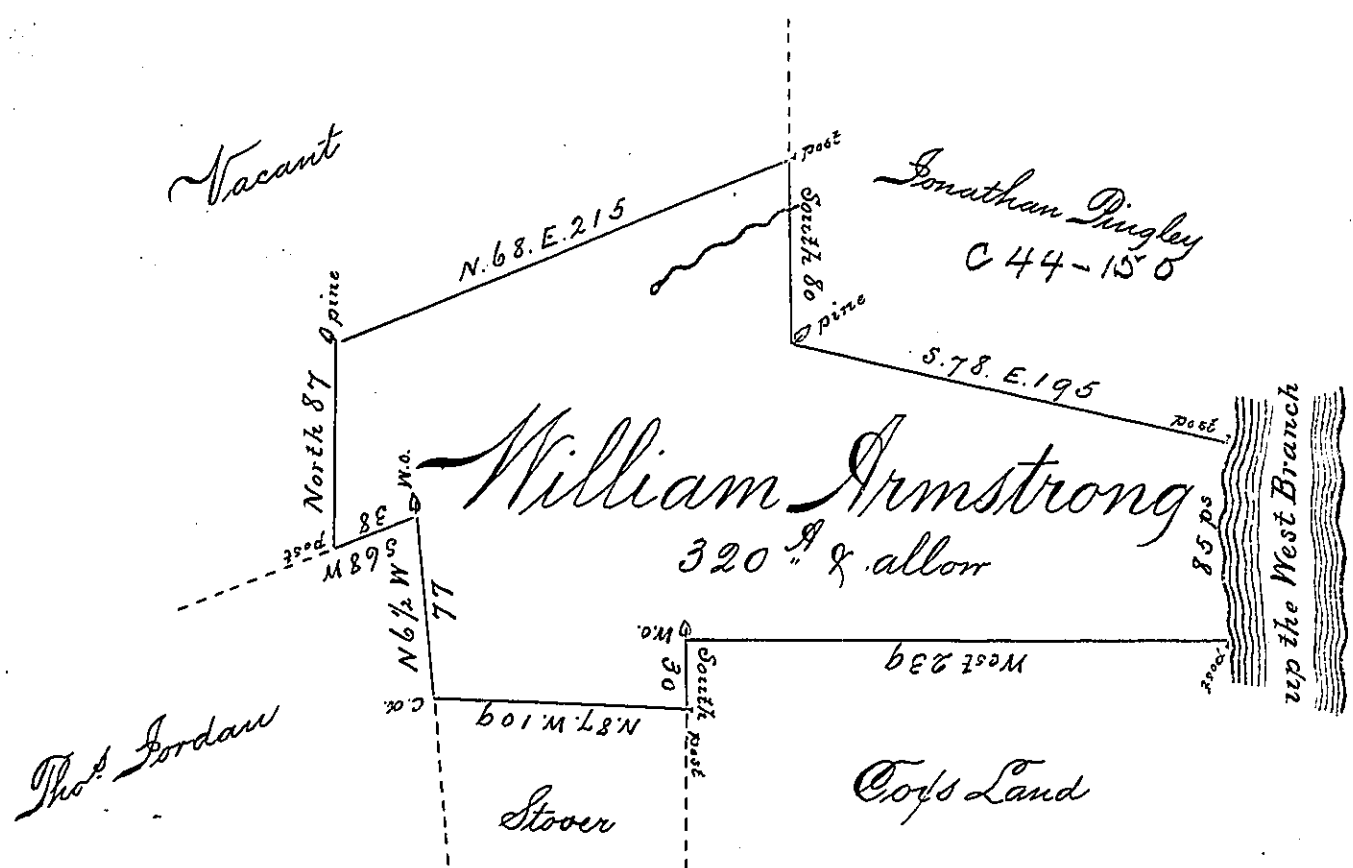 Vacant
post
Jonathan Pingley
C 44-150
N. 68. E. 215
South 80
pine
pine
S. 78. E. 195
post
North 87
W.o.
William Armstrong
320 A & allow
85 ps
up the West Branch
post
S 68 W
38
N 6 1/2 W
77
W.o.
South
30
West 239
post
C.o.
N. 87. W. 109
post
Thos Jordan
Stover
Cox's Land